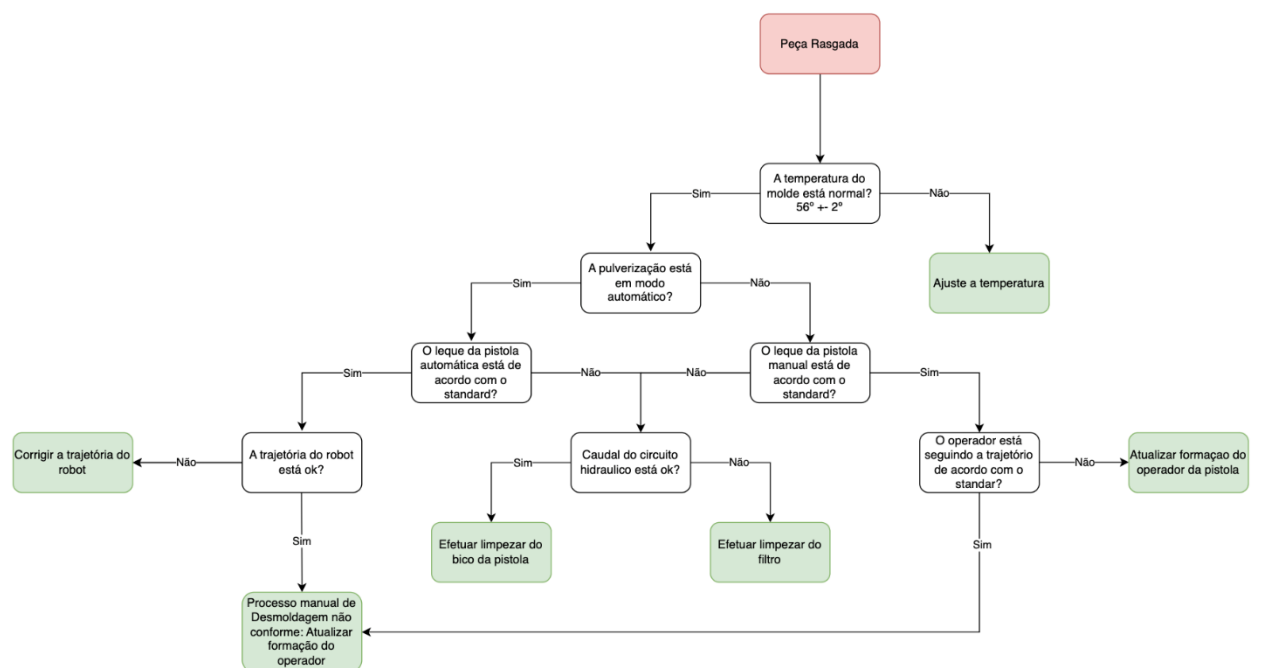 Peça Rasgada
A temperatura do
molde está normal?
56º +- 2º
Sim
Não
A pulverização está
em modo
automático?
Ajuste a temperatura
Sim
Não
O leque da pistola
automática está de
acordo com o
standard?
O leque da pistola
manual está de
acordo com o
standard?
Sim
Não
Não
Sim
Corrigir a trajetória do
robot
Não
A trajetória do robot
está ok?
Caudal do circuito
hidraulico está ok?
O operador está
seguindo a trajetório
de acordo com o
standar?
Não
Atualizar formaçao do
operador da pistola
Sim
Não
Sim
Sim
Efetuar limpezar do
bico da pistola
Efetuar limpezar do
filtro
Processo manual de
Desmoldagem não
conforme: Atualizar
formação do
operador